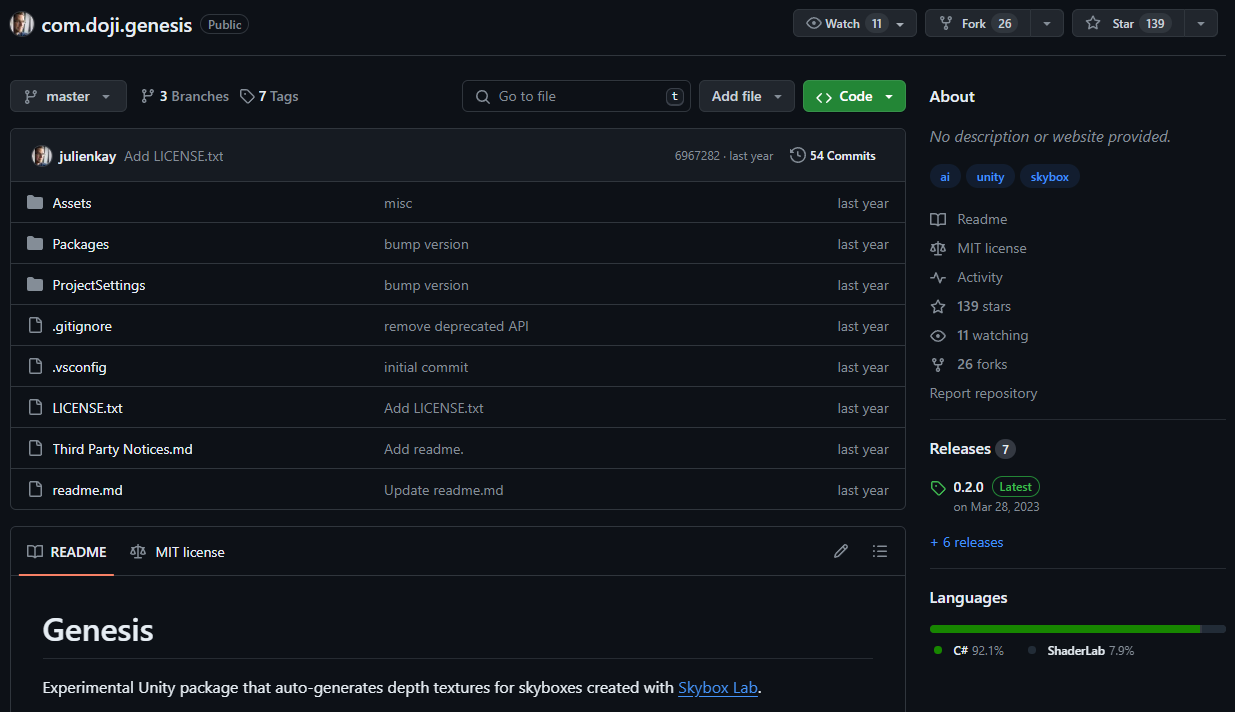 com.doji.genesis Public
Watch 11
Fork 26
Star 139
master
3 Branches
7 Tags
Go to file t
Add file
Code
julienkay Add LICENSE.txt 6967282 · last year 54 Commits
Assets misc last year
Packages bump version last year
ProjectSettings bump version last year
.gitignore remove deprecated API last year
.vsconfig initial commit last year
LICENSE.txt Add LICENSE.txt last year
Third Party Notices.md Add readme. last year
readme.md Update readme.md last year
README MIT license
Genesis
Experimental Unity package that auto-generates depth textures for skyboxes created with Skybox Lab.
About
No description or website provided.
ai unity skybox
Readme
MIT license
Activity
139 stars
11 watching
26 forks
Report repository
Releases 7
0.2.0 Latest
on Mar 28, 2023
+ 6 releases
Languages
C# 92.1% ShaderLab 7.9%